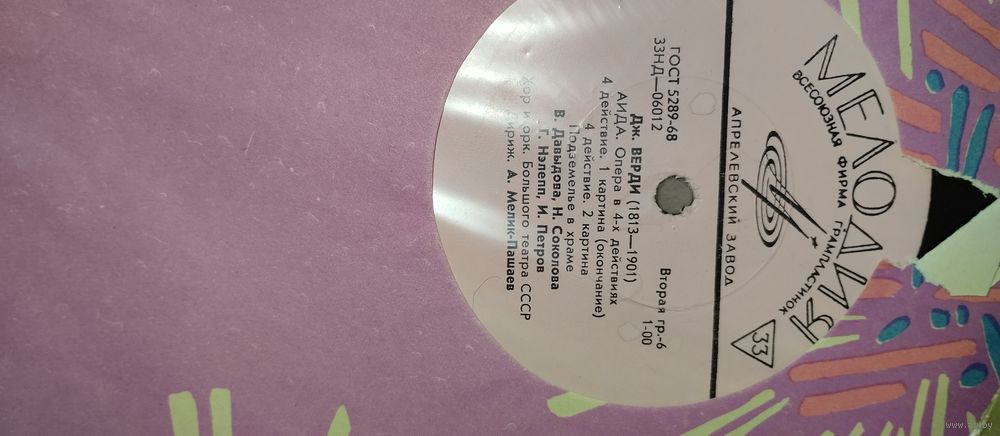 МЕЛОДИЯ
ВСЕСОЮЗНАЯ ФИРМА ГРАМПЛАСТИНОК
33
АПРЕЛЕВСКИЙ ЗАВОД
ГОСТ 5289-68
Вторая гр.-6
33НД—06012
1-00
Дж. ВЕРДИ (1813—1901)
АИДА. Опера в 4-х действиях
4 действие. 1 картина (окончание)
4 действие. 2 картина
Подземелье в храме
В. Давыдова, Н. Соколова
Г. Нэлепп, И. Петров
Хор и орк. Большого театра СССР
Дириж. А. Мелик-Пашаев